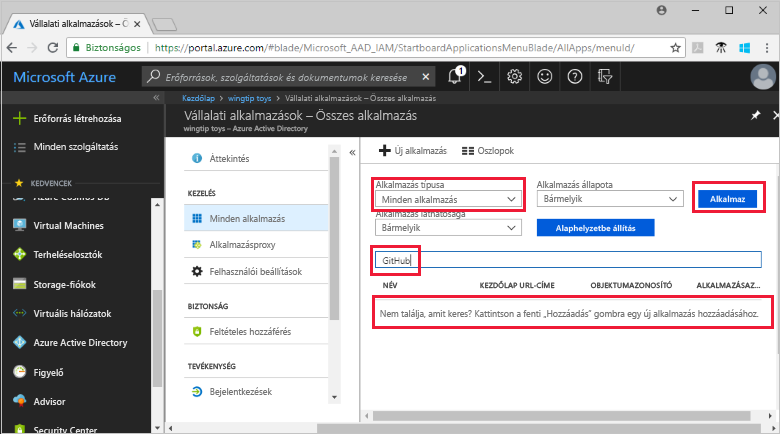 Vállalati alkalmazások – Ös
Biztonságos https://portal.azure.com/#blade/Microsoft_AAD_IAM/StartboardApplicationsMenuBlade/AllApps/menuId/
Microsoft Azure
Erőforrások, szolgáltatások és dokumentumok keresése
1
Kezdőlap > wingtip toys > Vállalati alkalmazások – Összes alkalmazás
Vállalati alkalmazások – Összes alkalmazás
wingtip toys – Azure Active Directory
Erőforrás létrehozása
Minden szolgáltatás
KEDVENCEK
Azure Cosmos DB
Virtual Machines
Terheléselosztók
Storage-fiókok
Virtuális hálózatok
Azure Active Directory
Figyelő
Advisor
Security Center
Áttekintés
KEZELÉS
Minden alkalmazás
Alkalmazásproxy
Felhasználói beállítások
BIZTONSÁG
Feltételes hozzáférés
TEVÉKENYSÉG
Bejelentkezések
Új alkalmazás Oszlopok
Alkalmazás típusa Alkalmazás állapota
Minden alkalmazás Bármelyik Alkalmaz
Alkalmazás láthatósága
Bármelyik Alaphelyzetbe állítás
GitHub
NÉV KEZDŐLAP URL-CÍME OBJEKTUMAZONOSÍTÓ ALKALMAZÁSAZ...
Nem találja, amit keres? Kattintson a fenti „Hozzáadás” gombra egy új alkalmazás hozzáadásához.